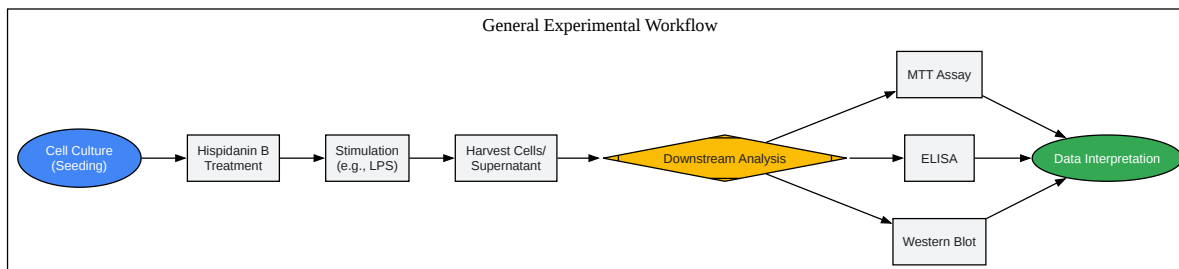 General Experimental Workflow
Cell Culture
(Seeding)
Hispidanin B
Treatment
Stimulation
(e.g., LPS)
Harvest Cells/
Supernatant
Downstream Analysis
MTT Assay
ELISA
Western Blot
Data Interpretation